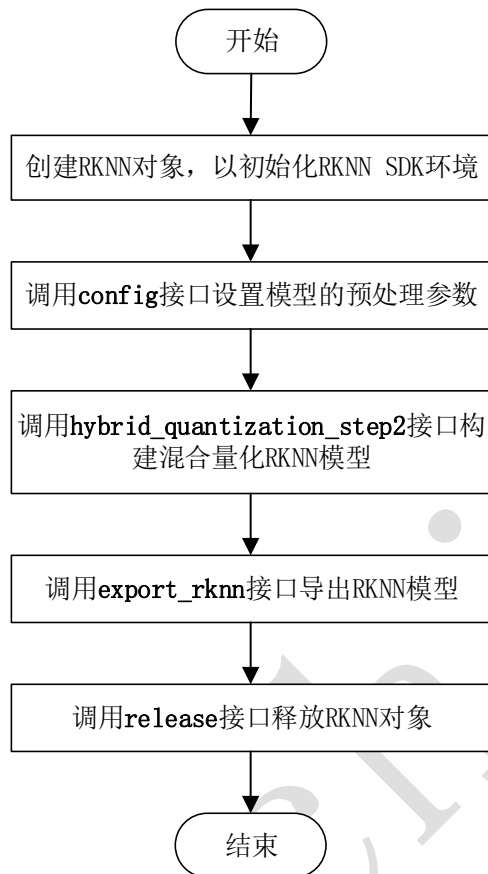 开始
创建RKNN对象，以初始化RKNN SDK环境
调用config接口设置模型的预处理参数
调用hybrid_quantization_step2接口构
建混合量化RKNN模型
调用export_rknn接口导出RKNN模型
调用release接口释放RKNN对象
结束